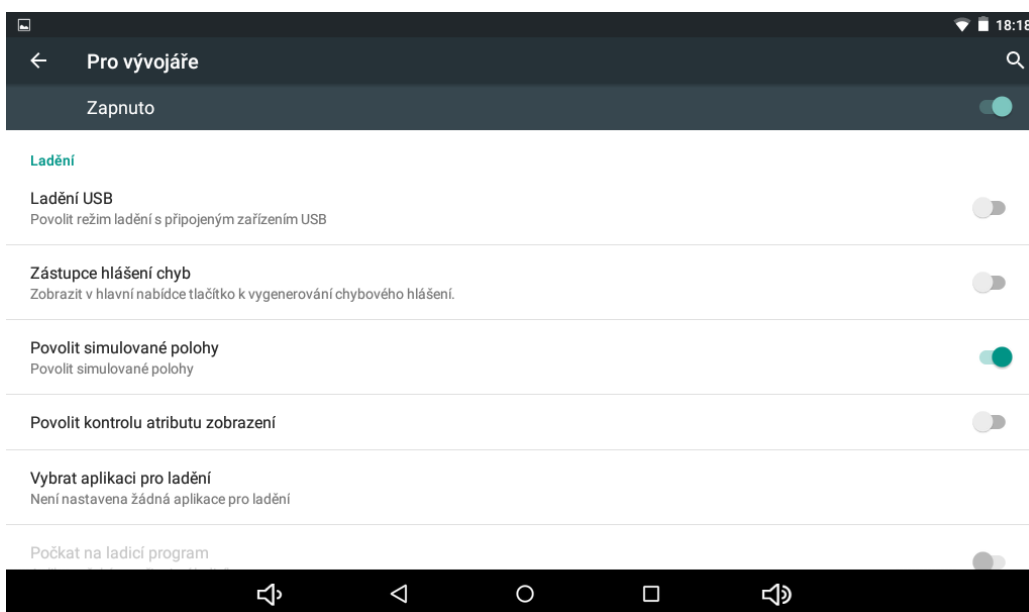 18:18
Pro vývojáře
Zapnuto
Ladění
Ladění USB
Povolit režim ladění s připojeným zařízením USB
Zástupce hlášení chyb
Zobrazit v hlavní nabídce tlačítko k vygenerování chybového hlášení.
Povolit simulované polohy
Povolit simulované polohy
Povolit kontrolu atributu zobrazení
Vybrat aplikaci pro ladění
Není nastavena žádná aplikace pro ladění
Počkat na ladicí program